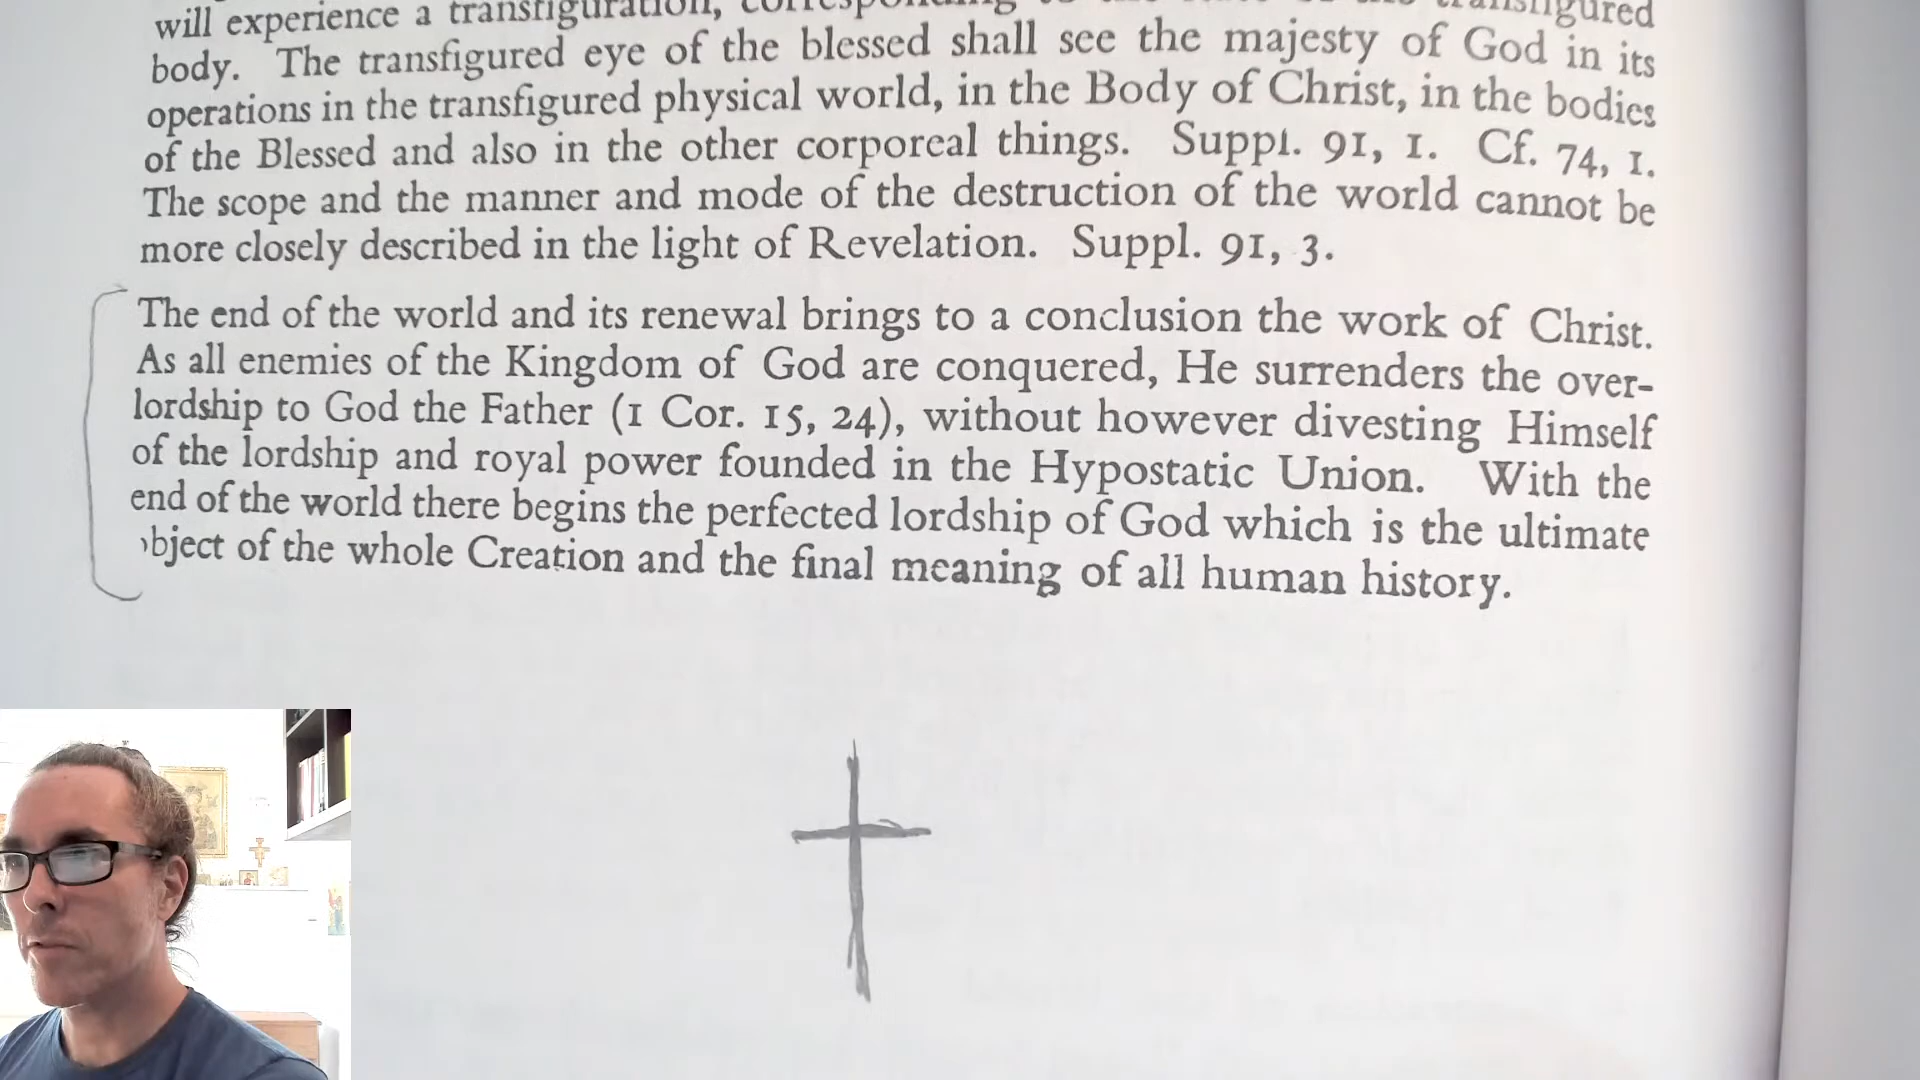 will experience a transfiguration, corresponding to the state of the transfigured
body. The transfigured eye of the blessed shall see the majesty of God in its
operations in the transfigured physical world, in the Body of Christ, in the bodies
of the Blessed and also in the other corporeal things. Suppl. 91, 1. Cf. 74, 1.
The scope and the manner and mode of the destruction of the world cannot be
more closely described in the light of Revelation. Suppl. 91, 3.
The end of the world and its renewal brings to a conclusion the work of Christ.
As all enemies of the Kingdom of God are conquered, He surrenders the over-
lordship to God the Father (1 Cor. 15, 24), without however divesting Himself
of the lordship and royal power founded in the Hypostatic Union. With the
end of the world there begins the perfected lordship of God which is the ultimate
bject of the whole Creation and the final meaning of all human history.